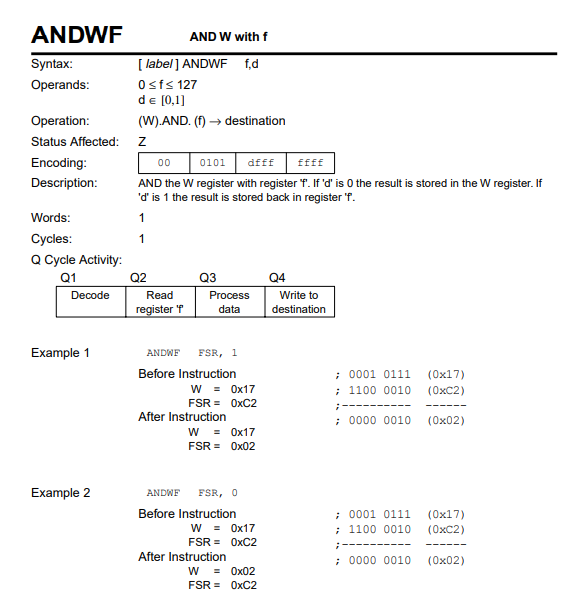 ANDWF AND W with f
Syntax: [ label ] ANDWF f,d
Operands: 0 ≤ f ≤ 127
d ∈ [0,1]
Operation: (W).AND. (f) → destination
Status Affected: Z
Encoding: 00 0101 dfff ffff
Description: AND the W register with register 'f'. If 'd' is 0 the result is stored in the W register. If
'd' is 1 the result is stored back in register 'f'.
Words: 1
Cycles: 1
Q Cycle Activity:
Q1 Q2 Q3 Q4
Decode Read Process Write to
register 'f' data destination
Example 1 ANDWF FSR, 1
Before Instruction ; 0001 0111 (0x17)
W = 0x17 ; 1100 0010 (0xC2)
FSR = 0xC2 ;---------- ------
After Instruction ; 0000 0010 (0x02)
W = 0x17
FSR = 0x02
Example 2 ANDWF FSR, 0
Before Instruction ; 0001 0111 (0x17)
W = 0x17 ; 1100 0010 (0xC2)
FSR = 0xC2 ;---------- ------
After Instruction ; 0000 0010 (0x02)
W = 0x02
FSR = 0xC2